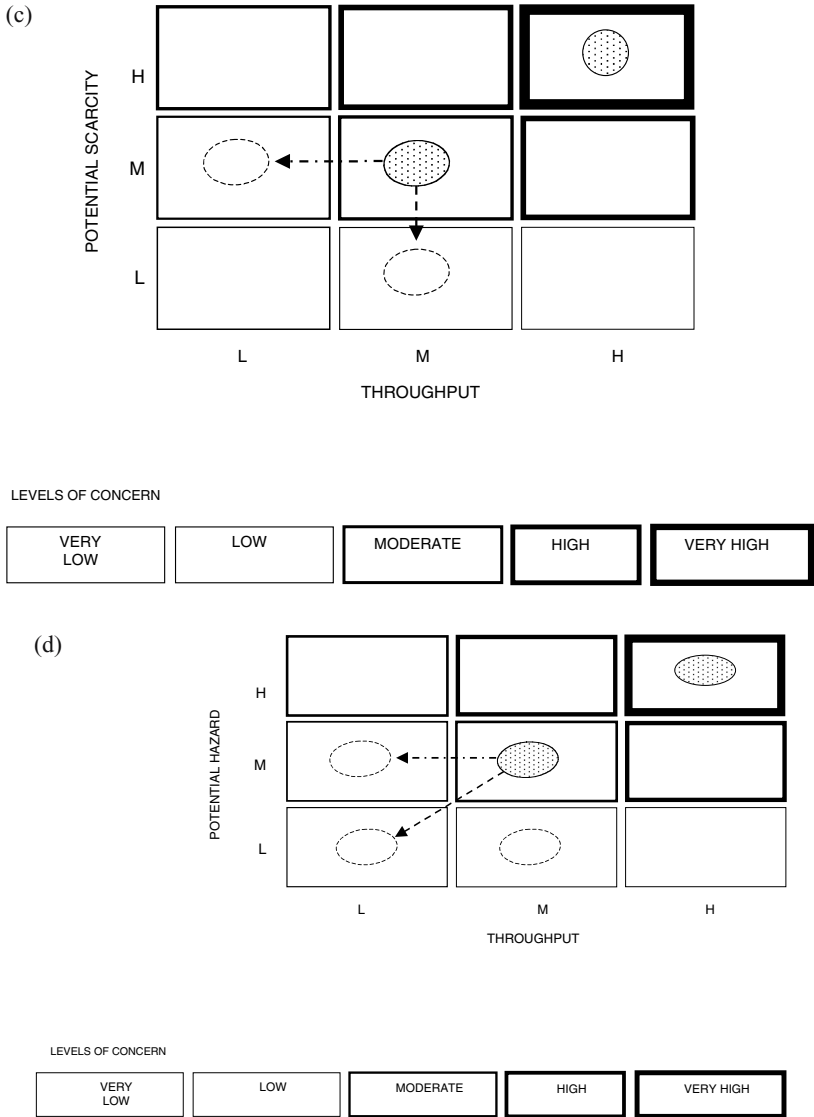 (c)
POTENTIAL SCARCITY
H
M
L
L M H
THROUGHPUT
LEVELS OF CONCERN
VERY
LOW
LOW
MODERATE
HIGH
VERY HIGH
(d)
POTENTIAL HAZARD
H
M
L
L M H
THROUGHPUT
LEVELS OF CONCERN
VERY
LOW
LOW
MODERATE
HIGH
VERY HIGH